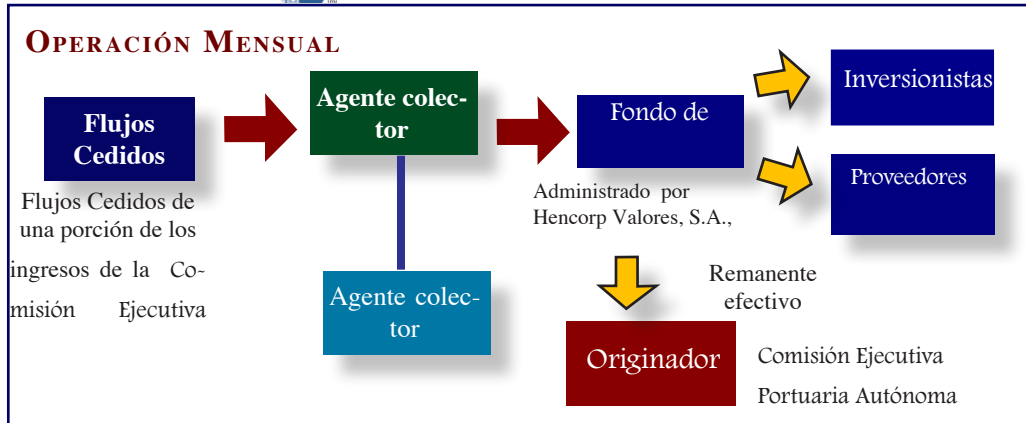 OPERACIÓN MENSUAL
Flujos
Cedidos
Flujos Cedidos de
una porción de los
ingresos de la Co-
misión Ejecutiva
Agente colec-
tor
Agente colec-
tor
Fondo de
Administrado por
Hencorp Valores, S.A.,
Inversionistas
Proveedores
Remanente
efectivo
Originador
Comisión Ejecutiva
Portuaria Autónoma